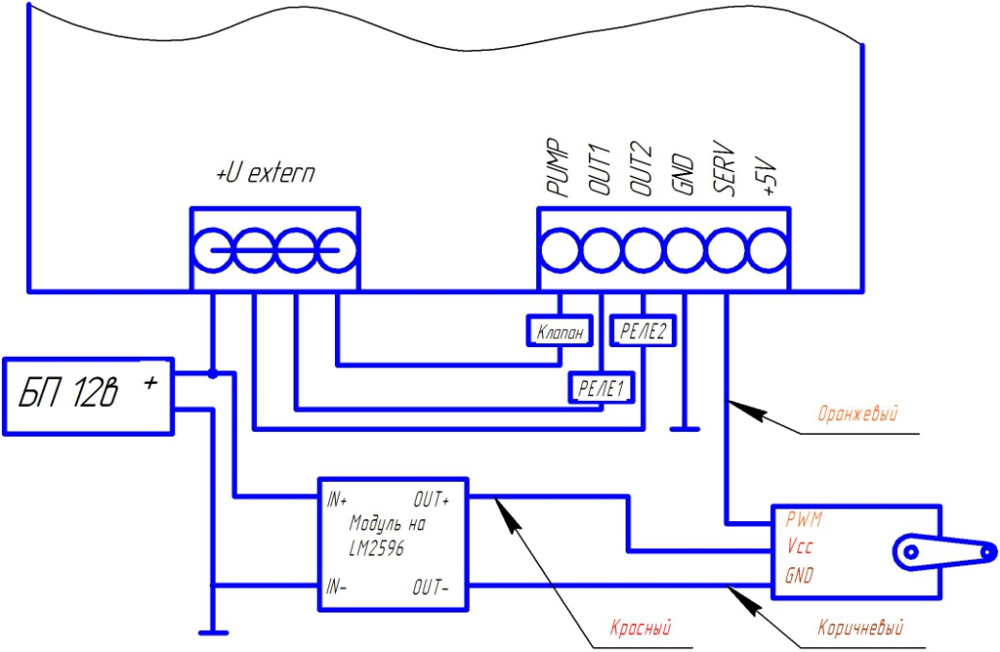 +U extern
PUMP
OUT1
OUT2
GND
SERV
+5V
Клапан
РЕЛЕ2
РЕЛЕ1
БП 12в +
Оранжевый
IN+ OUT+
Модуль на
LM2596
IN- OUT-
PWM
Vcc
GND
Красный
Коричневый